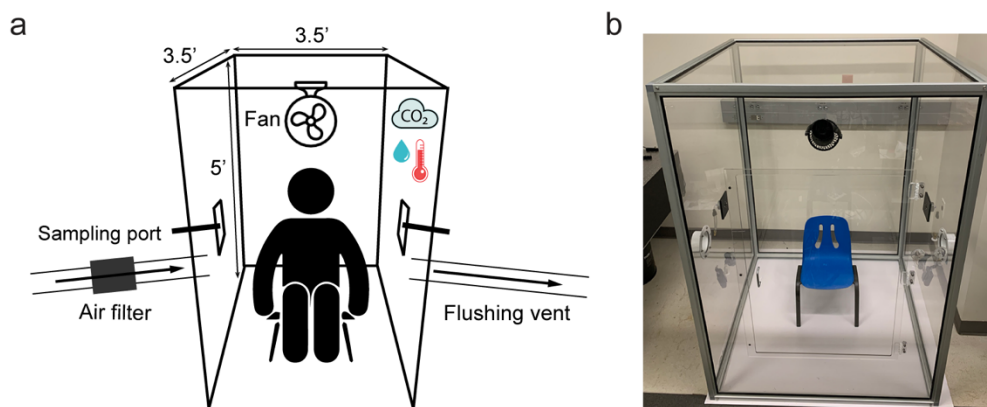 a
3.5’
3.5’
Fan
CO₂
5’
Sampling port
Air filter
Flushing vent
b